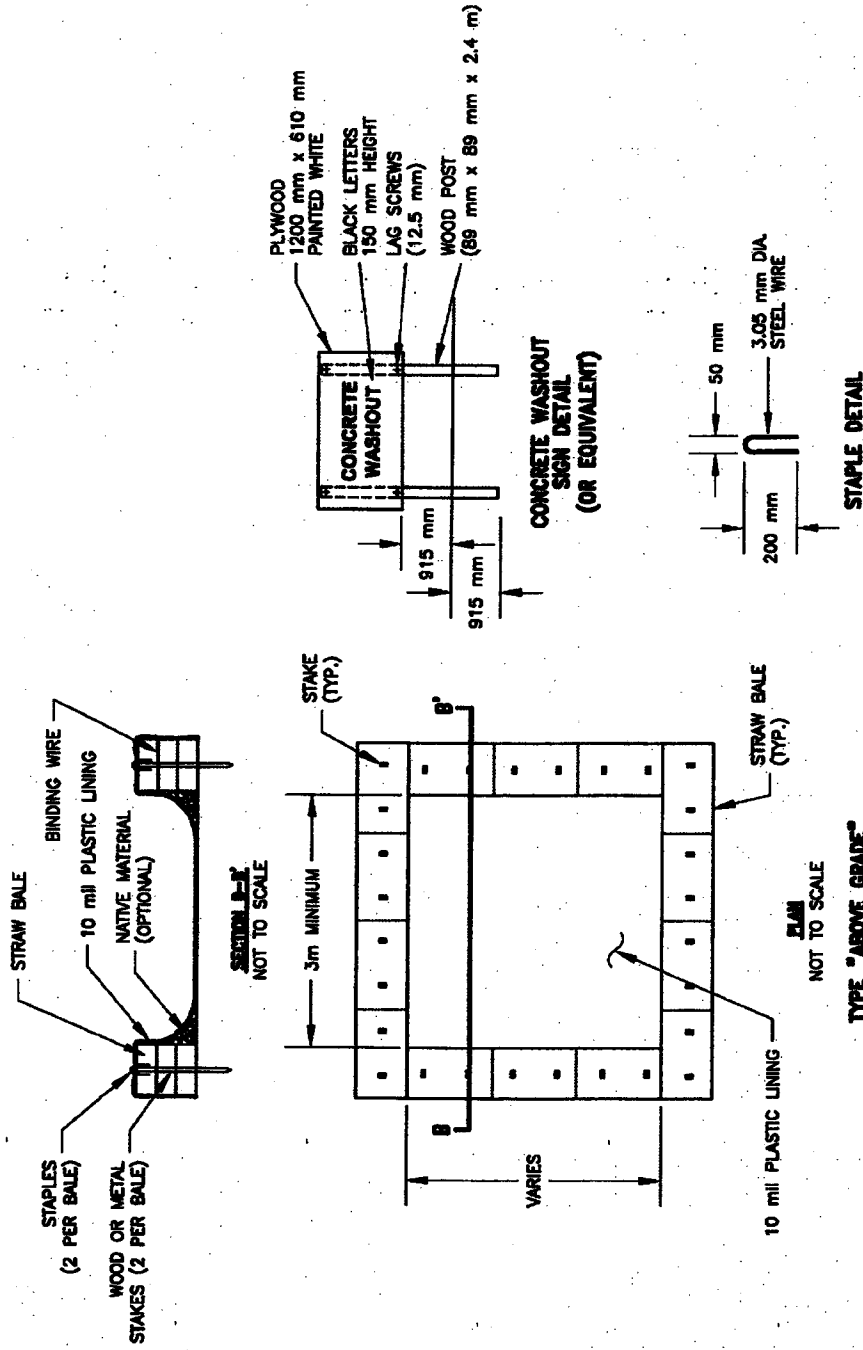 STRAW BALE
STAPLES
(2 PER BALE)
BINDING WIRE
10 mil PLASTIC LINING
WOOD OR METAL
STAKES (2 PER BALE)
NATIVE MATERIAL
(OPTIONAL)
SECTION B-B'
NOT TO SCALE
3m MINIMUM
STAKE
(TYP.)
B
B'
VARIES
10 mil PLASTIC LINING
STRAW BALE
(TYP.)
PLAN
NOT TO SCALE
TYPE "ABOVE GRADE"
PLYWOOD
1200 mm x 610 mm
PAINTED WHITE
BLACK LETTERS
150 mm HEIGHT
LAG SCREWS
(12.5 mm)
WOOD POST
(89 mm x 89 mm x 2.4 m)
CONCRETE
WASHOUT
915 mm
915 mm
CONCRETE WASHOUT
SIGN DETAIL
(OR EQUIVALENT)
50 mm
200 mm
3.05 mm DIA.
STEEL WIRE
STAPLE DETAIL